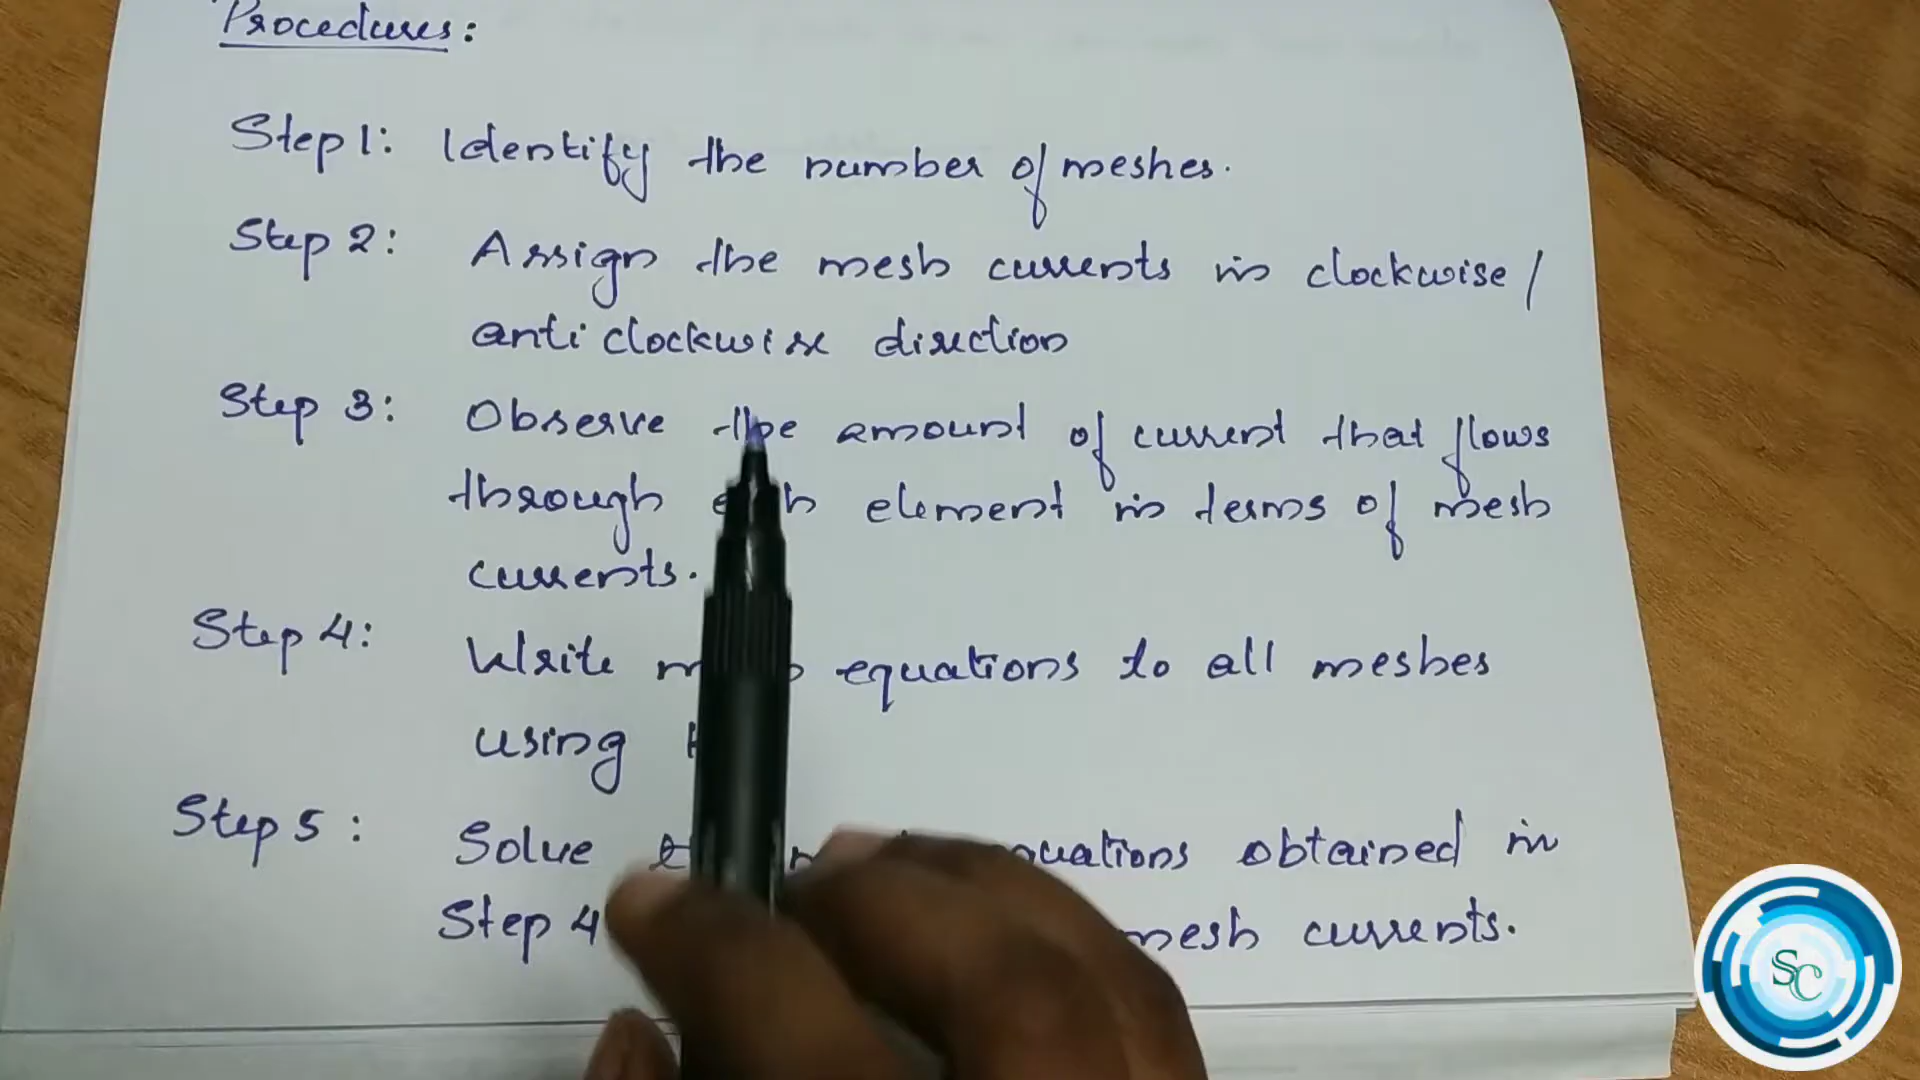 Procedures:
Step 1: Identify the number of meshes.
Step 2: Assign the mesh currents in clockwise/
anti clockwise direction
Step 3: Observe the amount of current that flows
through element in terms of mesh
currents.
Step 4: Write equations to all meshes
using
Step 5: Solve equations obtained in
Step 4 mesh currents.
SC